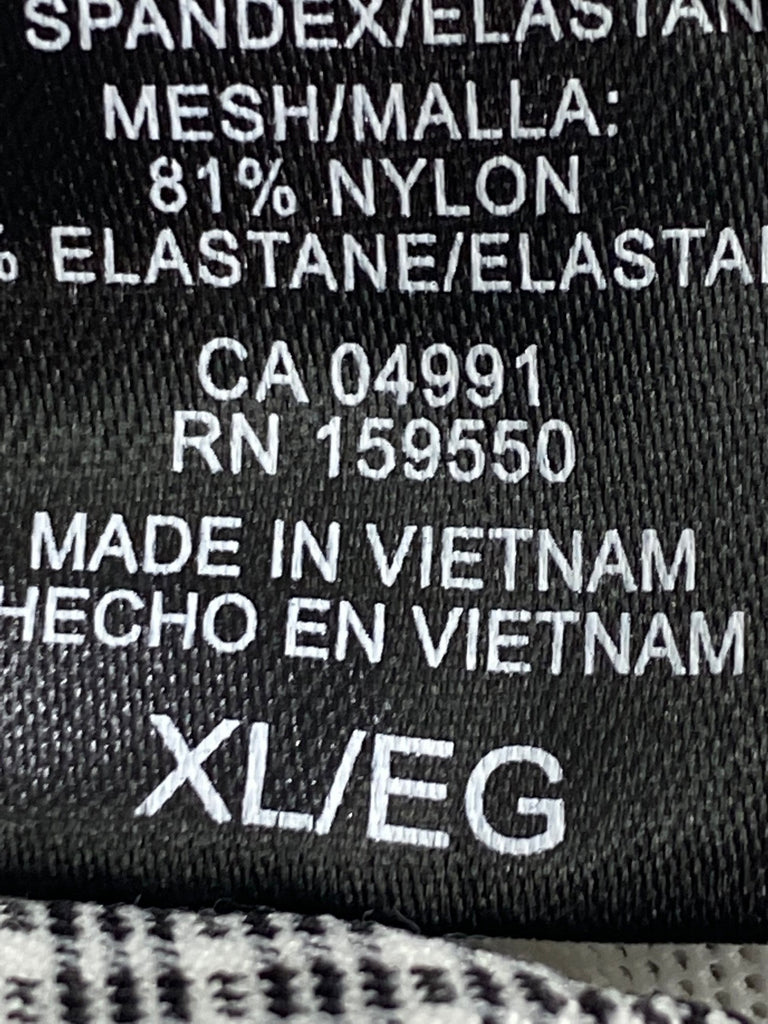 SPANDEX/ELASTAN
MESH/MALLA:
81% NYLON
% ELASTANE/ELASTA
CA 04991
RN 159550
MADE IN VIETNAM
HECHO EN VIETNAM
XL/EG